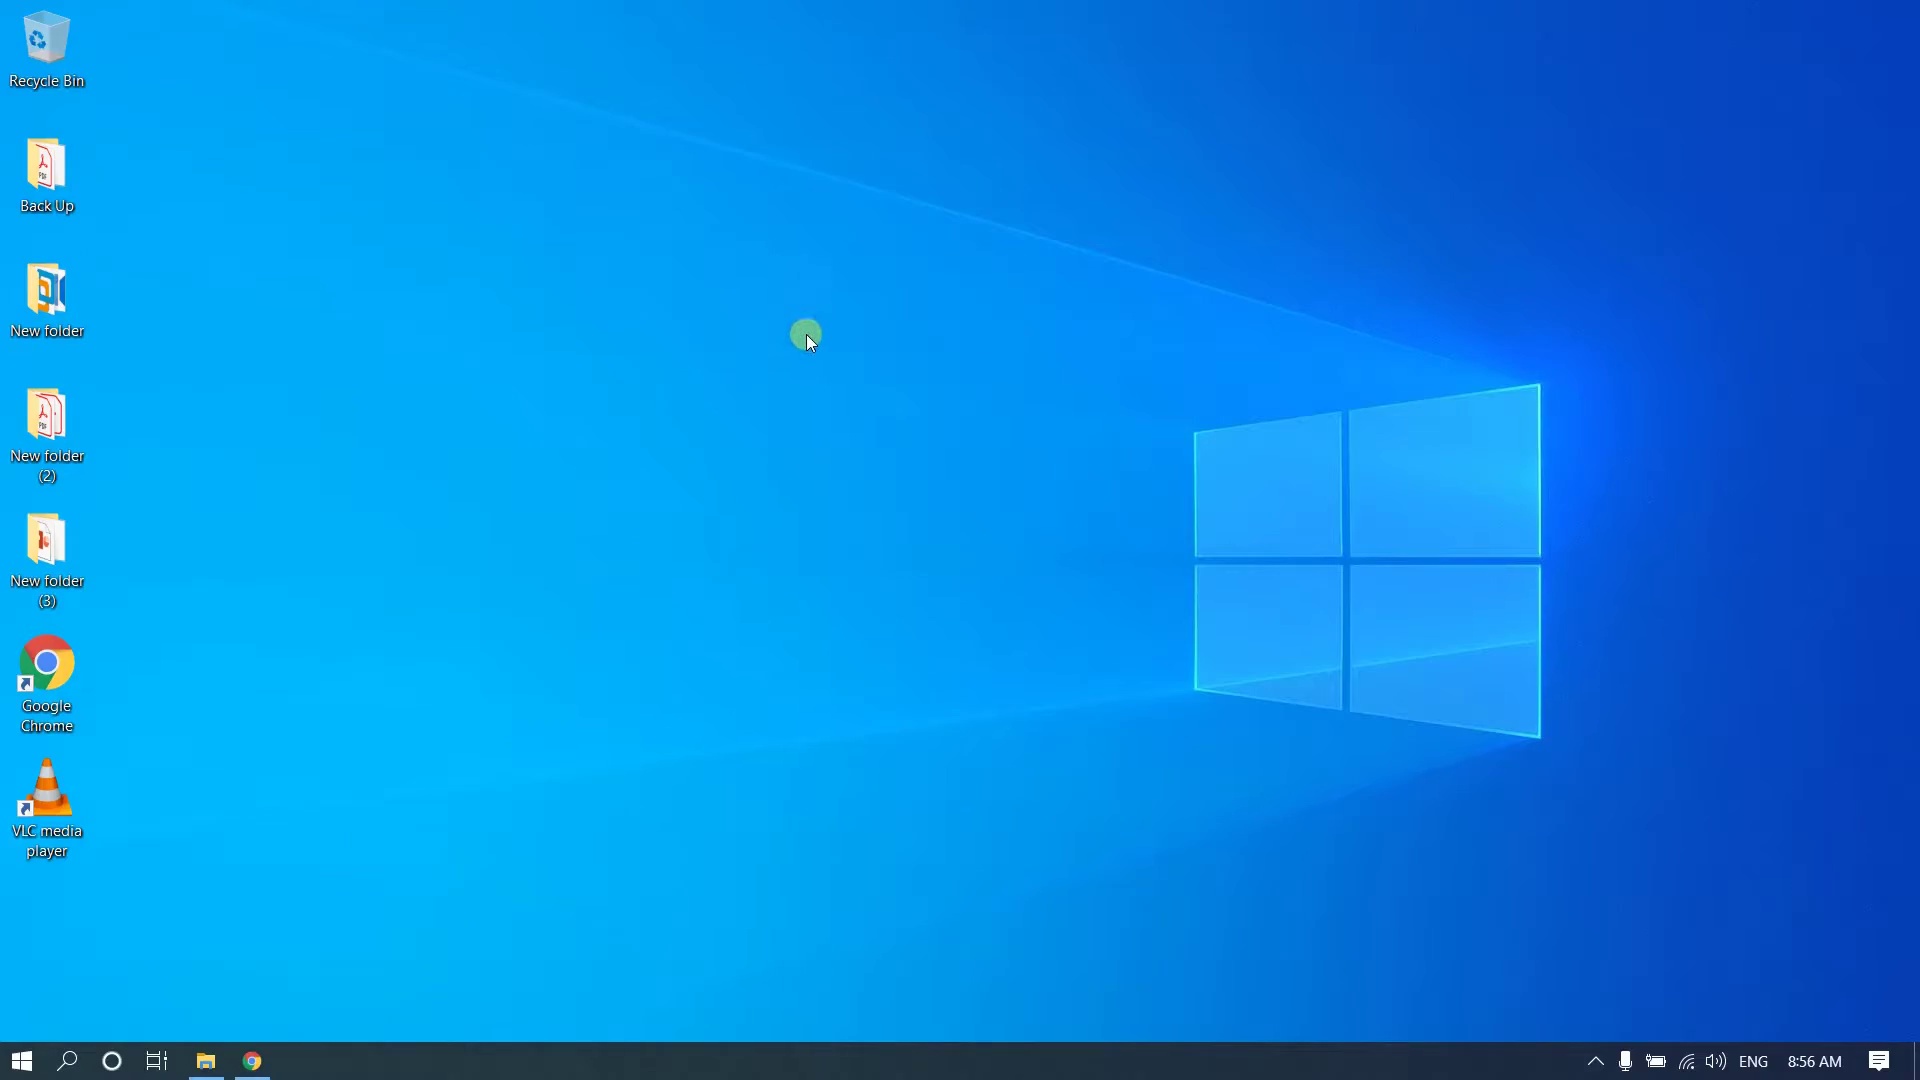 Recycle Bin
Back Up
New folder
New folder
(2)
New folder
(3)
Google
Chrome
VLC media
player
ENG
8:56 AM